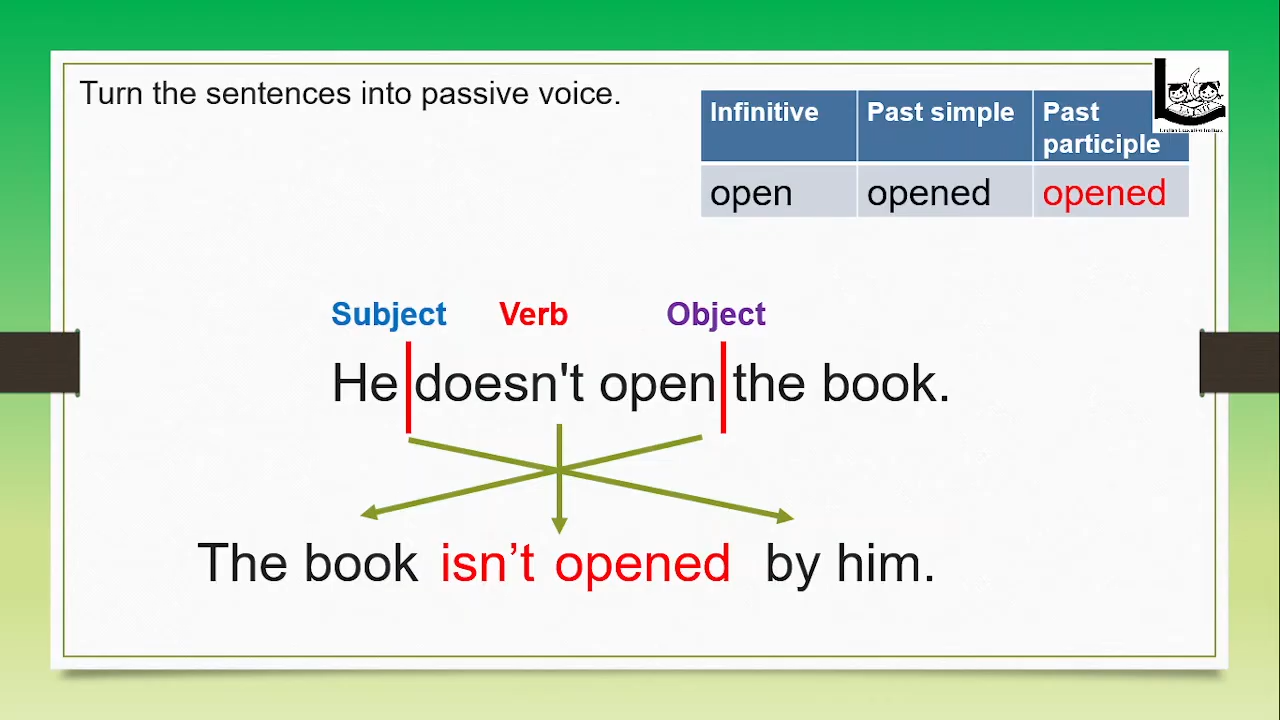 Turn the sentences into passive voice.
Infinitive Past simple Past participle
open opened opened
Subject Verb Object
He doesn't open the book.
The book isn’t opened by him.